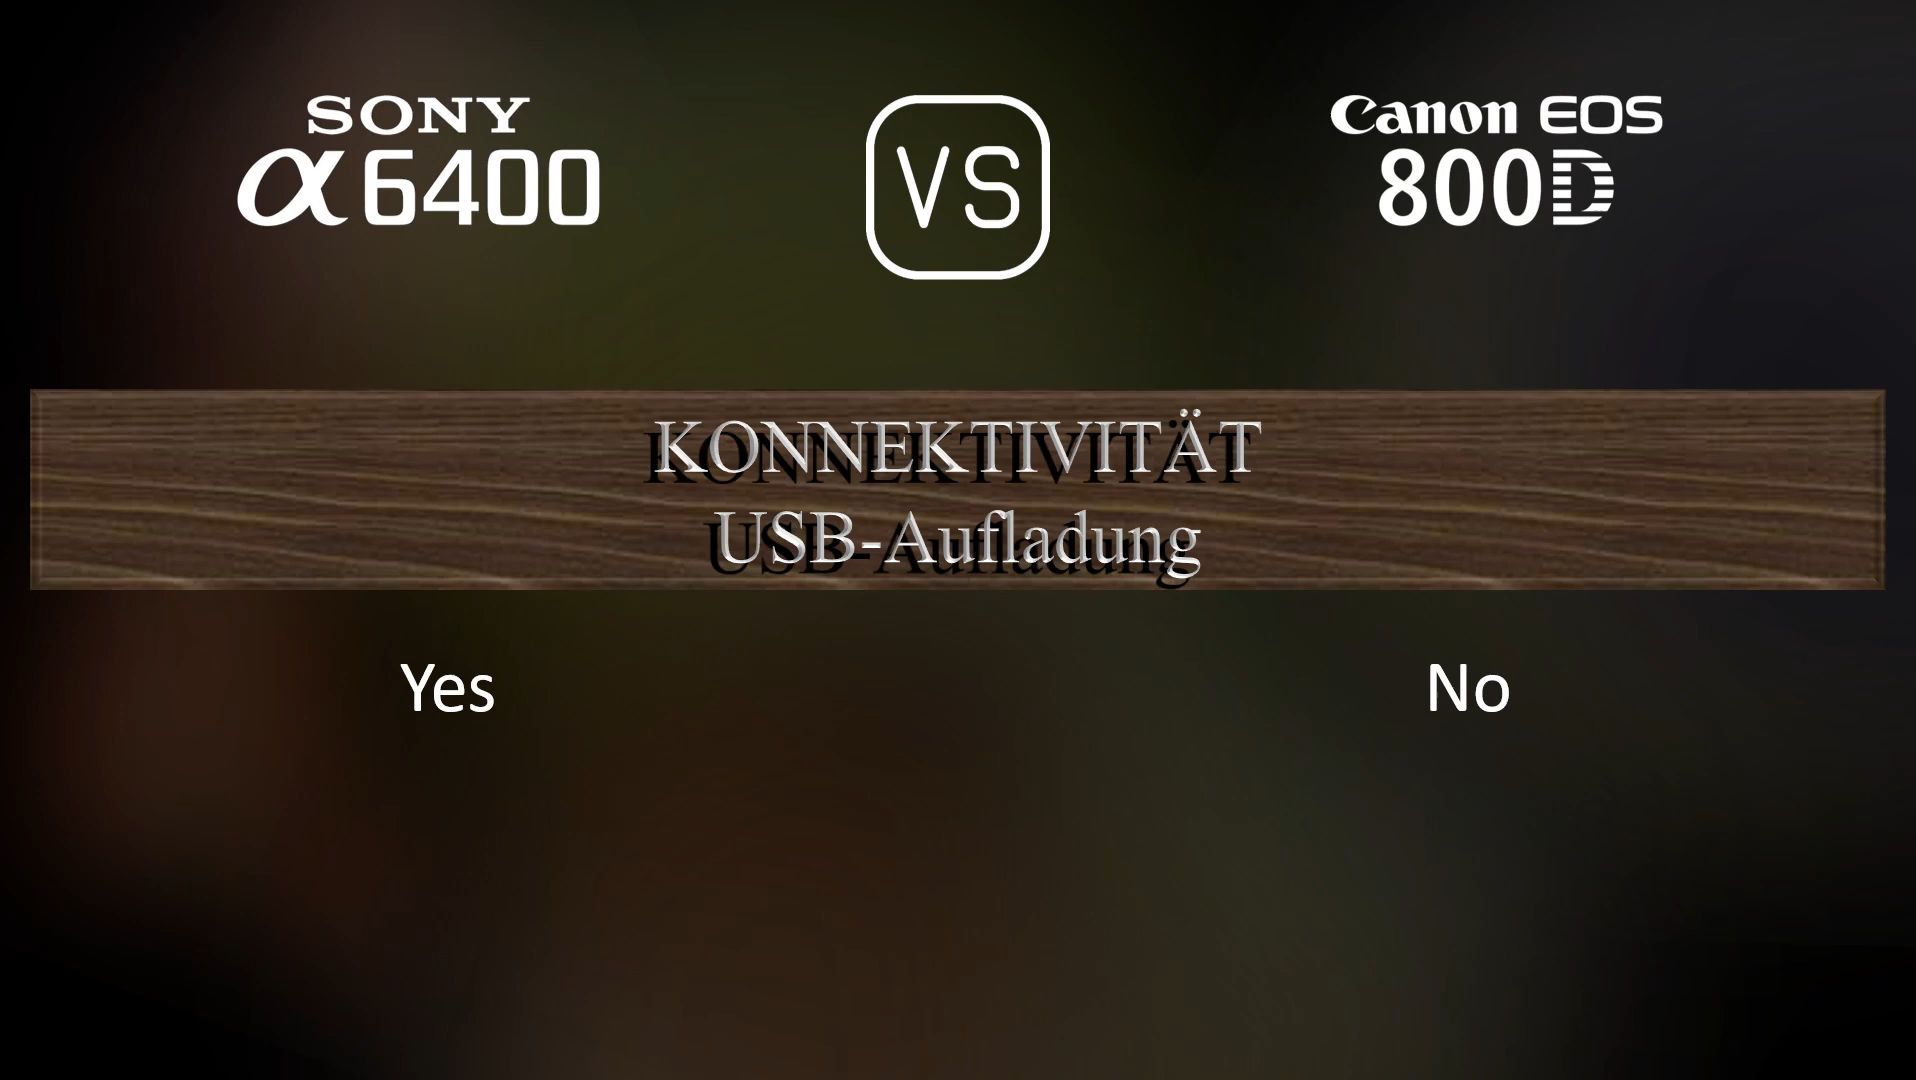 SONY
α6400
VS
Canon EOS
800D
KONNEKTIVITÄT
USB-Aufladung
Yes
No